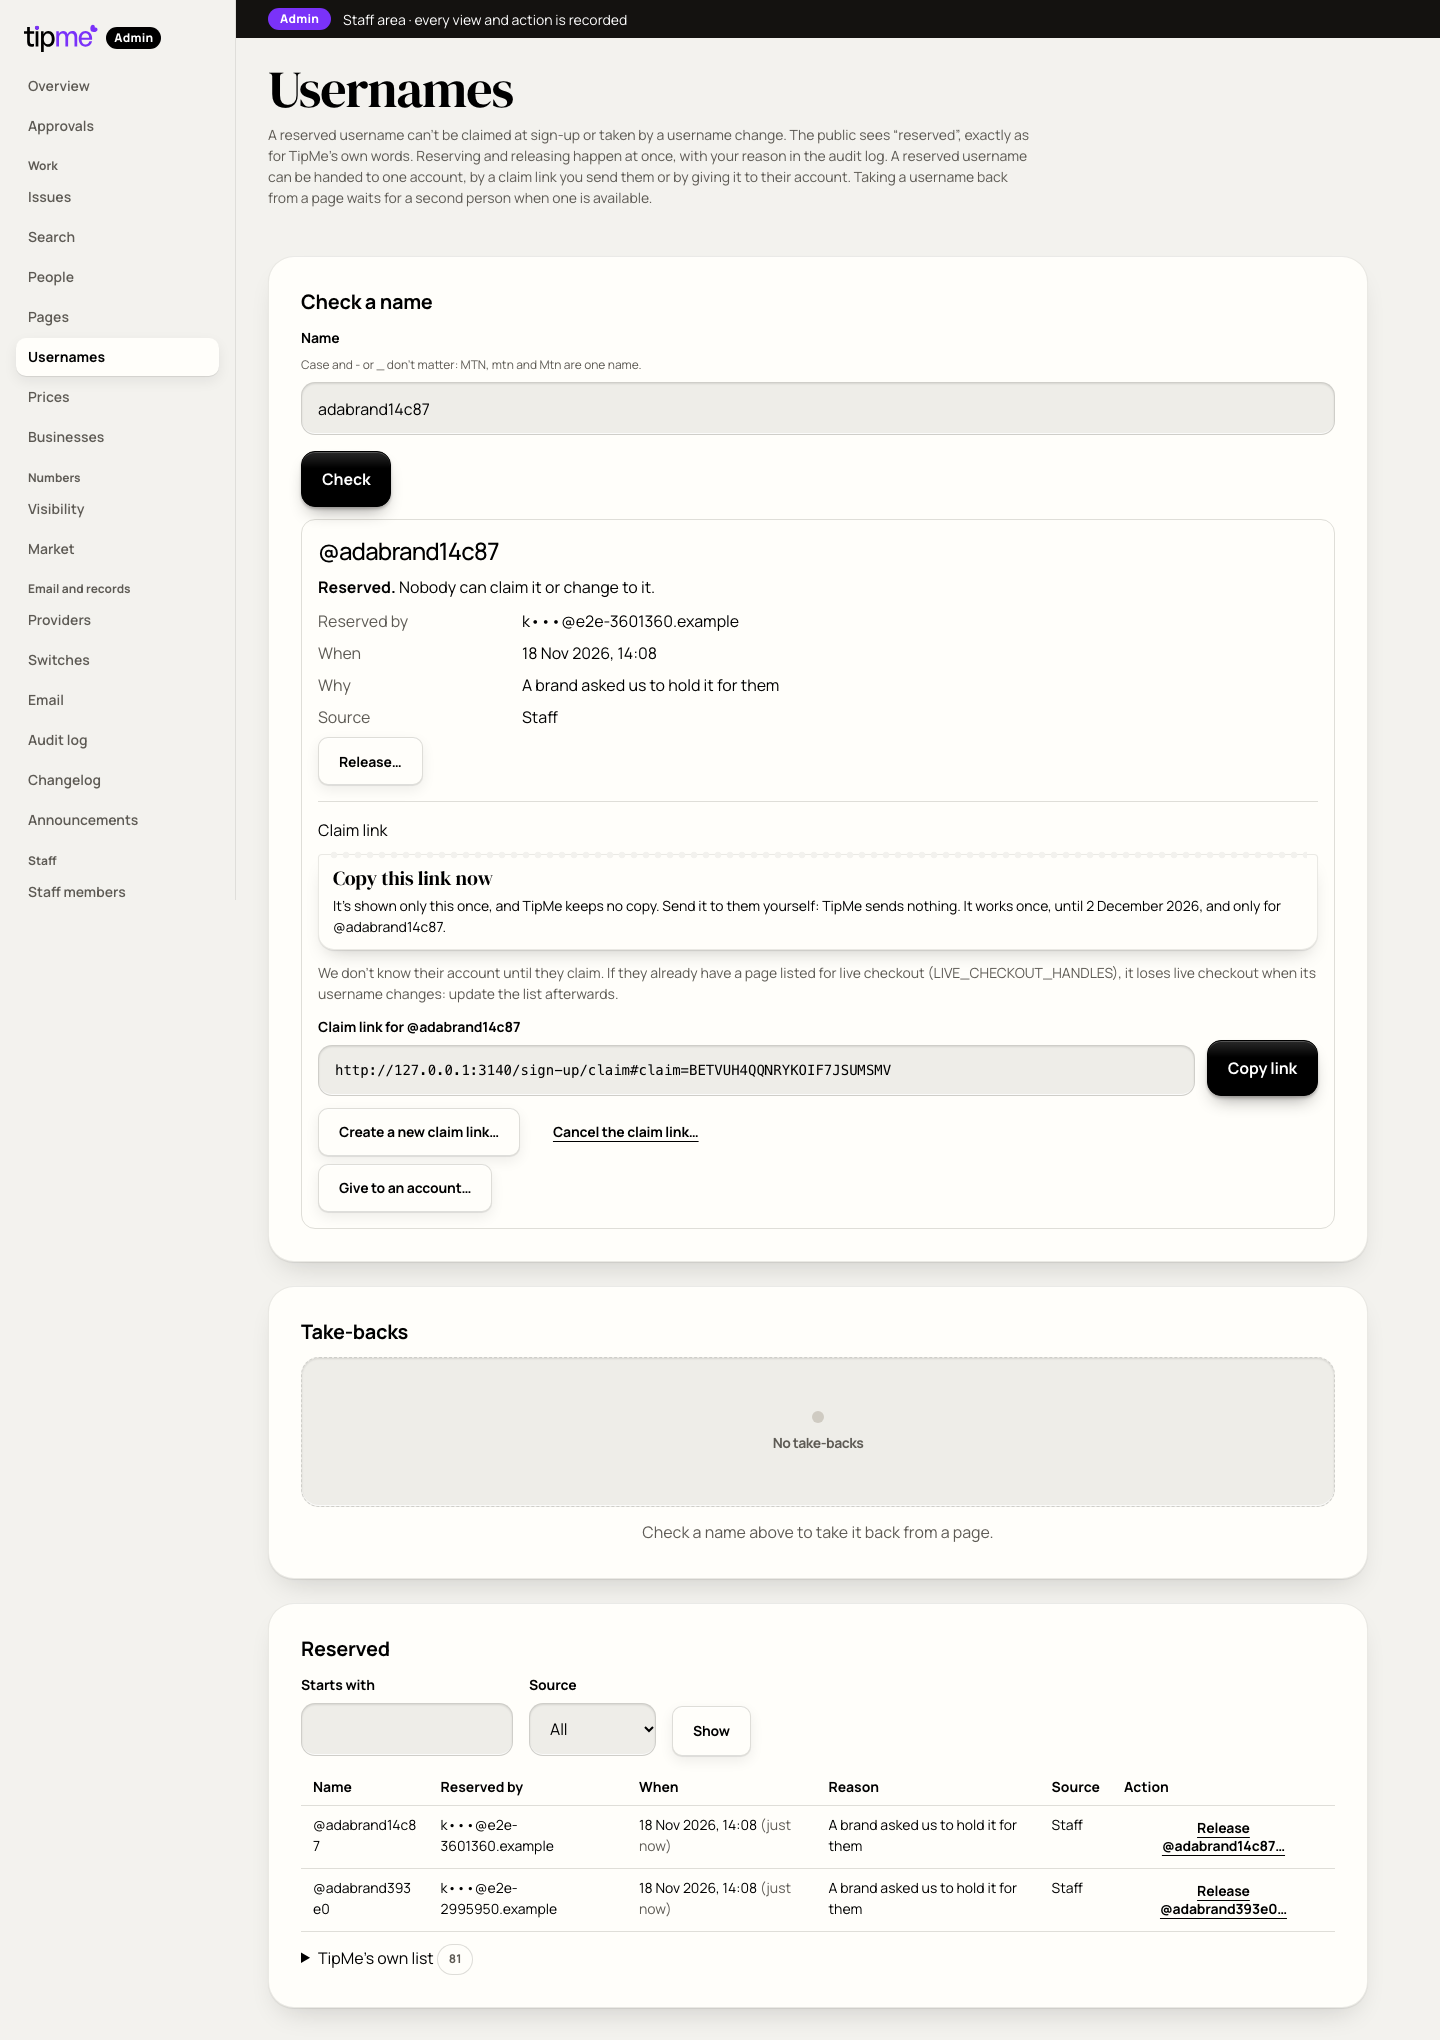 tipme Admin
Admin Staff area · every view and action is recorded
Overview
Approvals
Work
Issues
Search
People
Pages
Usernames
Prices
Businesses
Numbers
Visibility
Market
Email and records
Providers
Switches
Email
Audit log
Changelog
Announcements
Staff
Staff members
Usernames
A reserved username can't be claimed at sign-up or taken by a username change. The public sees “reserved”, exactly as
for TipMe's own words. Reserving and releasing happen at once, with your reason in the audit log. A reserved username
can be handed to one account, by a claim link you send them or by giving it to their account. Taking a username back
from a page waits for a second person when one is available.
Check a name
Name
Case and - or _ don't matter: MTN, mtn and Mtn are one name.
adabrand14c87
Check
@adabrand14c87
Reserved. Nobody can claim it or change to it.
Reserved by k•••@e2e-3601360.example
When 18 Nov 2026, 14:08
Why A brand asked us to hold it for them
Source Staff
Release…
Claim link
Copy this link now
It's shown only this once, and TipMe keeps no copy. Send it to them yourself: TipMe sends nothing. It works once, until 2 December 2026, and only for
@adabrand14c87.
We don't know their account until they claim. If they already have a page listed for live checkout (LIVE_CHECKOUT_HANDLES), it loses live checkout when its
username changes: update the list afterwards.
Claim link for @adabrand14c87
http://127.0.0.1:3140/sign-up/claim#claim=BETVUH4QQNRYKOIF7JSUMSMV
Copy link
Create a new claim link… Cancel the claim link…
Give to an account…
Take-backs
No take-backs
Check a name above to take it back from a page.
Reserved
Starts with Source
All Show
Name Reserved by When Reason Source Action
@adabrand14c8 k•••@e2e- 18 Nov 2026, 14:08 (just A brand asked us to hold it for Staff Release
7 3601360.example now) them @adabrand14c87…
@adabrand393 k•••@e2e- 18 Nov 2026, 14:08 (just A brand asked us to hold it for Staff Release
e0 2995950.example now) them @adabrand393e0…
TipMe's own list 81